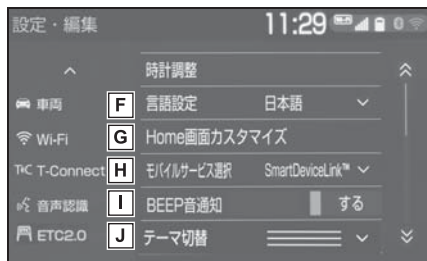 設定・編集 11:29
時計調整
車両 F 言語設定 日本語
Wi-Fi G Home画面カスタマイズ
T-Connect H モバイルサービス選択 SmartDeviceLink™
音声認識 I BEEP音通知 する
ETC2.0 J テーマ切替